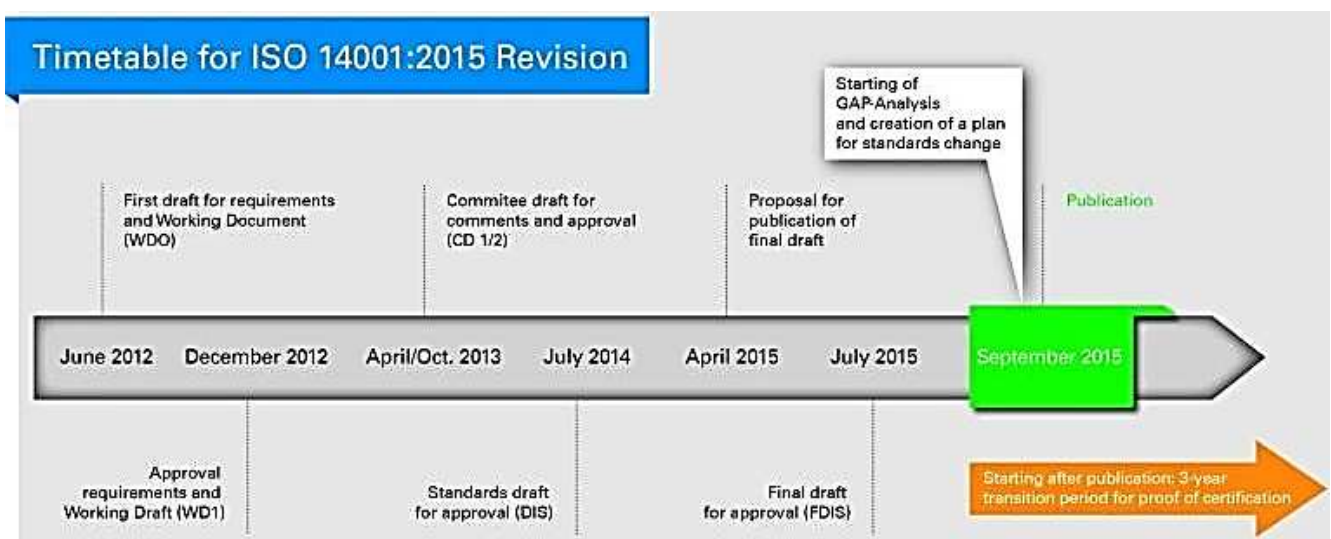 Timetable for ISO 14001:2015 Revision
Starting of
GAP-Analysis
and creation of a plan
for standards change
First draft for requirements
and Working Document
(WDO)
Commitee draft for
comments and approval
(CD 1/2)
Proposal for
publication of
final draft
Publication
June 2012
December 2012
April/Oct. 2013
July 2014
April 2015
July 2015
September 2015
Approval
requirements and
Working Draft (WD1)
Standards draft
for approval (DIS)
Final draft
for approval (FDIS)
Starting after publication: 3-year
transition period for proof of certification